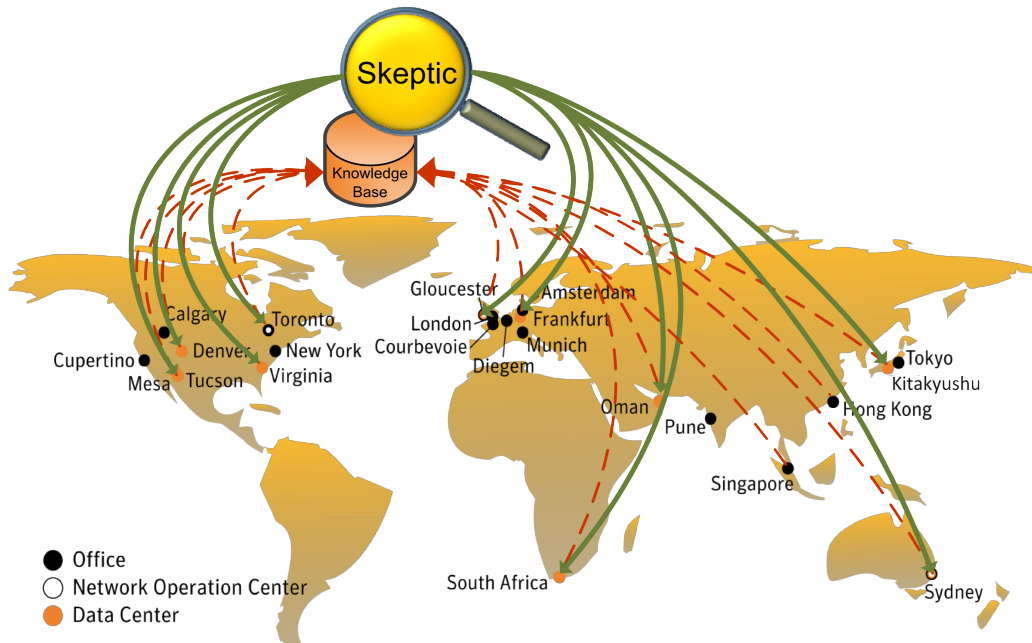 Skeptic
Knowledge
Base
Gloucester
Amsterdam
Calgary
Toronto
London
Frankfurt
Denver
New York
Courbevoie
Munich
Tokyo
Cupertino
Diegem
Mesa
Tucson
Virginia
Kitakyushu
Oman
Pune
Hong Kong
Singapore
South Africa
Sydney
Office
Network Operation Center
Data Center